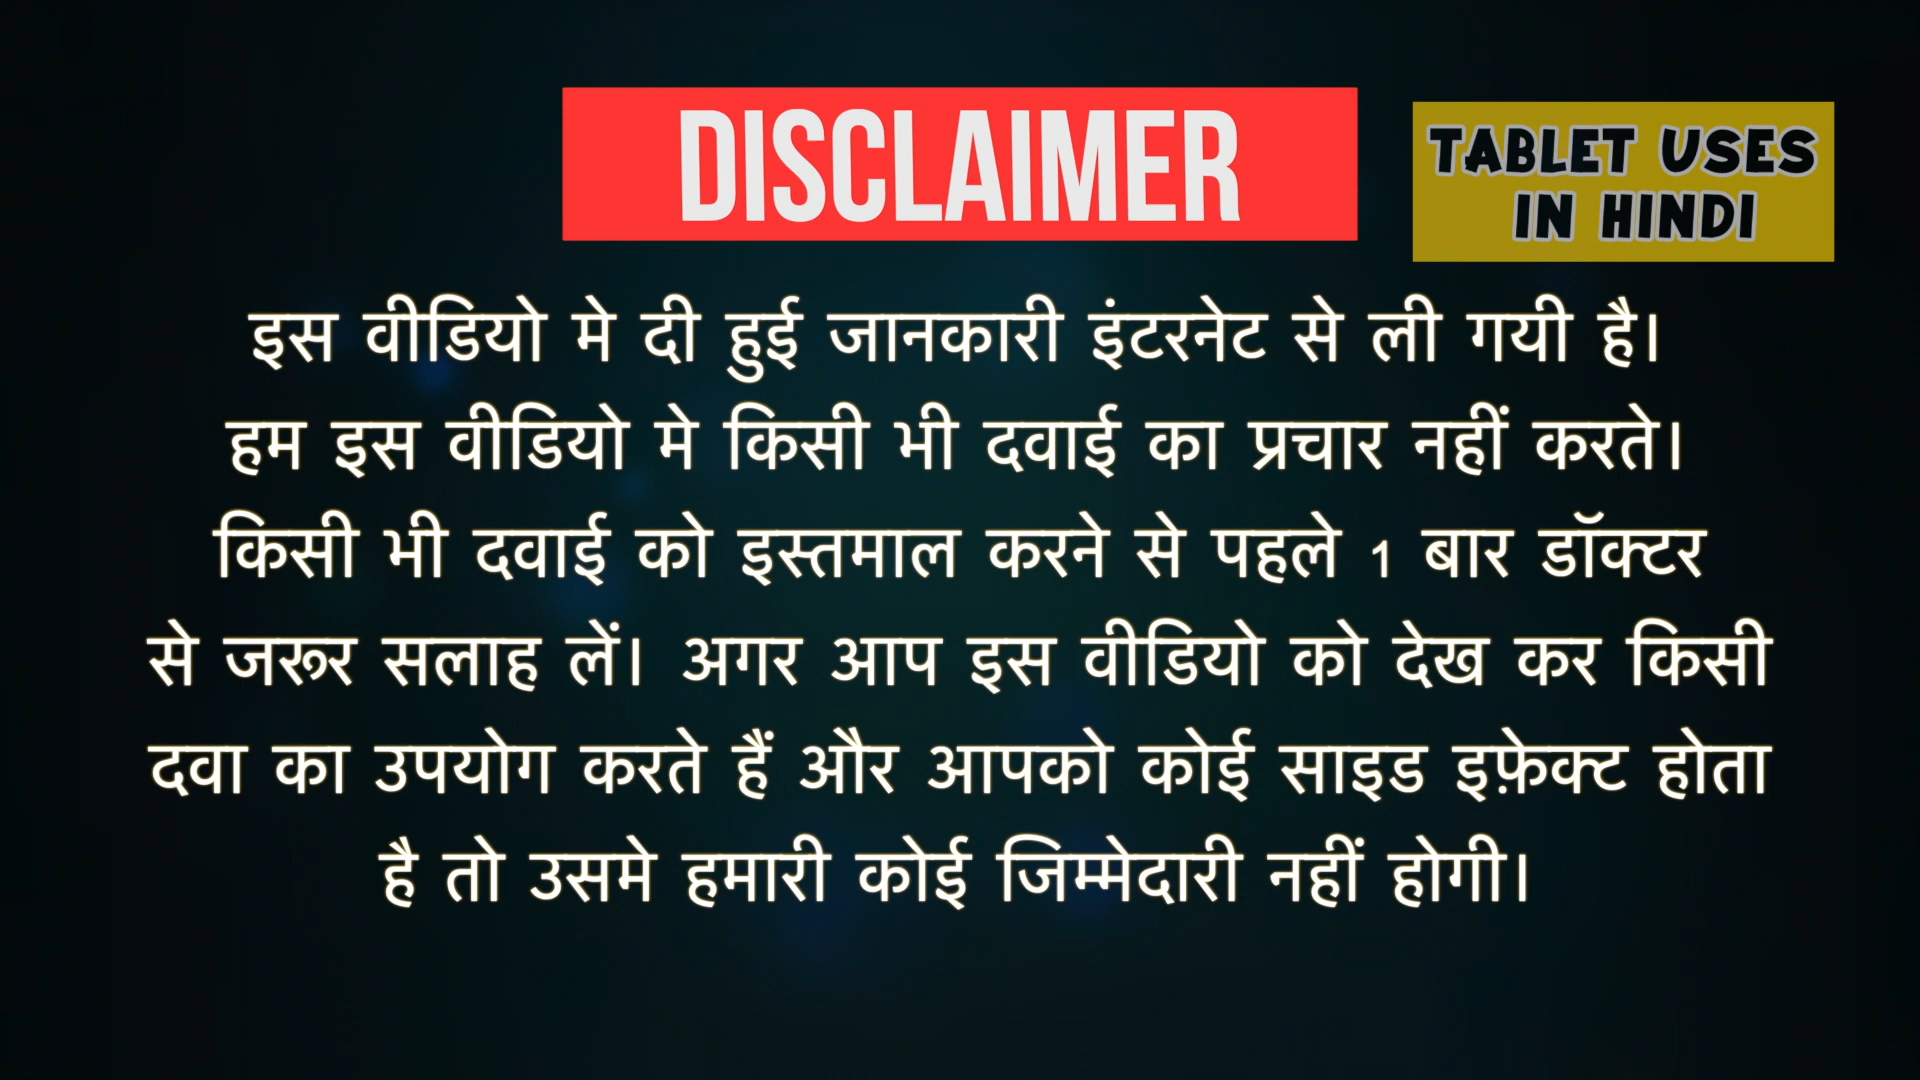 DISCLAIMER
TABLET USES
IN HINDI
इस वीडियो मे दी हुई जानकारी इंटरनेट से ली गयी है।
हम इस वीडियो मे किसी भी दवाई का प्रचार नहीं करते।
किसी भी दवाई को इस्तमाल करने से पहले 1 बार डॉक्टर
से जरूर सलाह लें। अगर आप इस वीडियो को देख कर किसी
दवा का उपयोग करते हैं और आपको कोई साइड इफ़ेक्ट होता
है तो उसमे हमारी कोई जिम्मेदारी नहीं होगी।